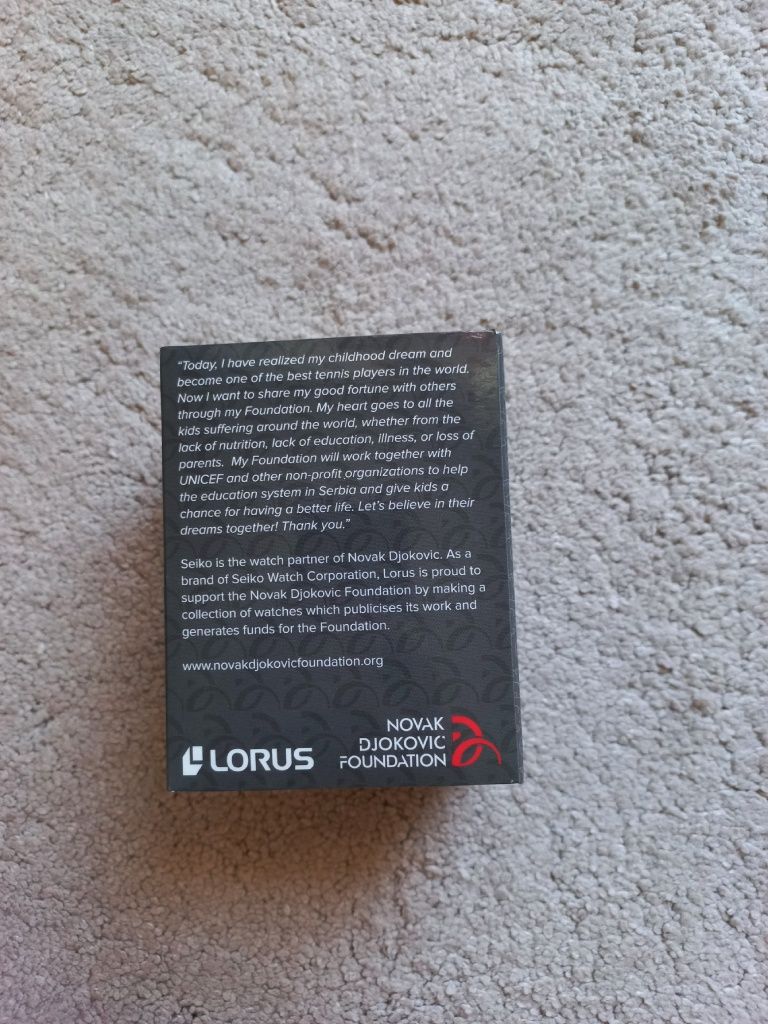 “Today, I have realized my childhood dream and
become one of the best tennis players in the world.
Now I want to share my good fortune with others
through my Foundation. My heart goes to all the
kids suffering around the world, whether from the
lack of nutrition, lack of education, illness, or loss of
parents. My Foundation will work together with
UNICEF and other non-profit organizations to help
the education system in Serbia and give kids a
chance for having a better life. Let's believe in their
dreams together! Thank you.”
Seiko is the watch partner of Novak Djokovic. As a
brand of Seiko Watch Corporation, Lorus is proud to
support the Novak Djokovic Foundation by making a
collection of watches which publicises its work and
generates funds for the Foundation.
www.novakdjokovicfoundation.org
LORUS
NOVAK
DJOKOVIC
FOUNDATION